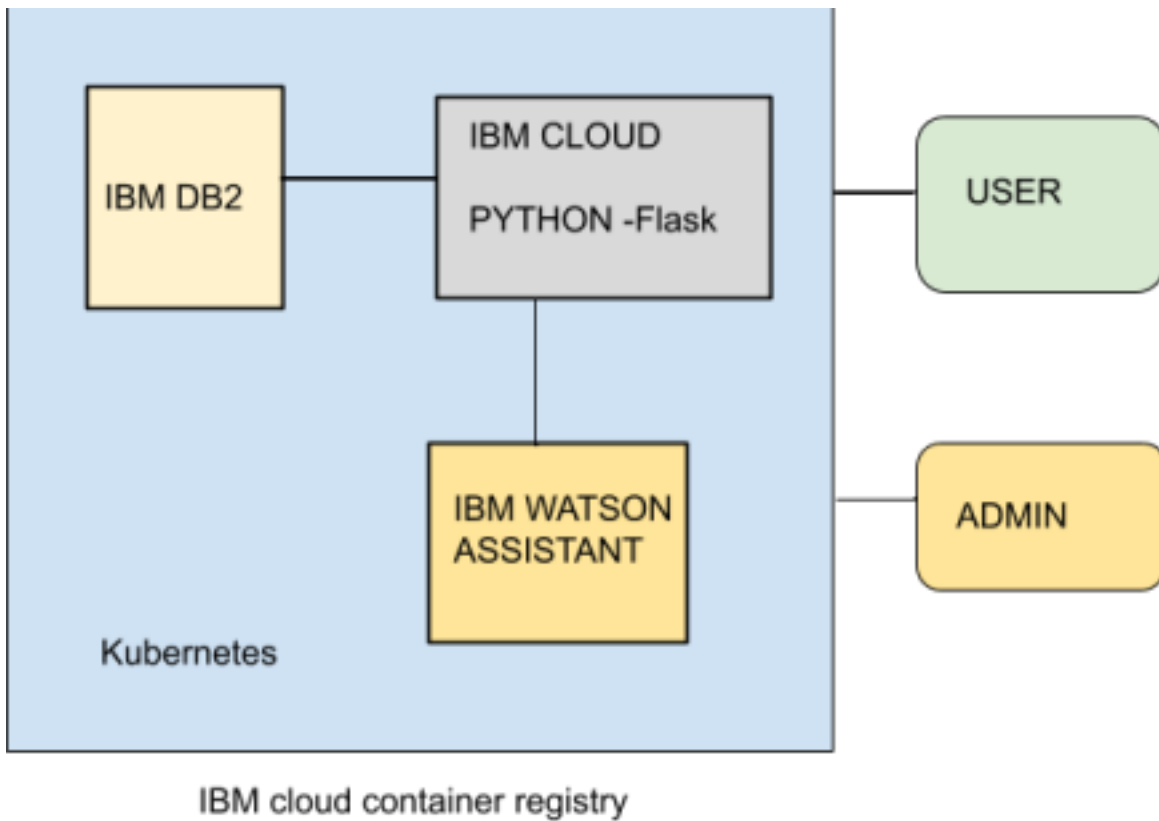 IBM DB2
IBM CLOUD
PYTHON -Flask
USER
IBM WATSON
ASSISTANT
ADMIN
Kubernetes
IBM cloud container registry